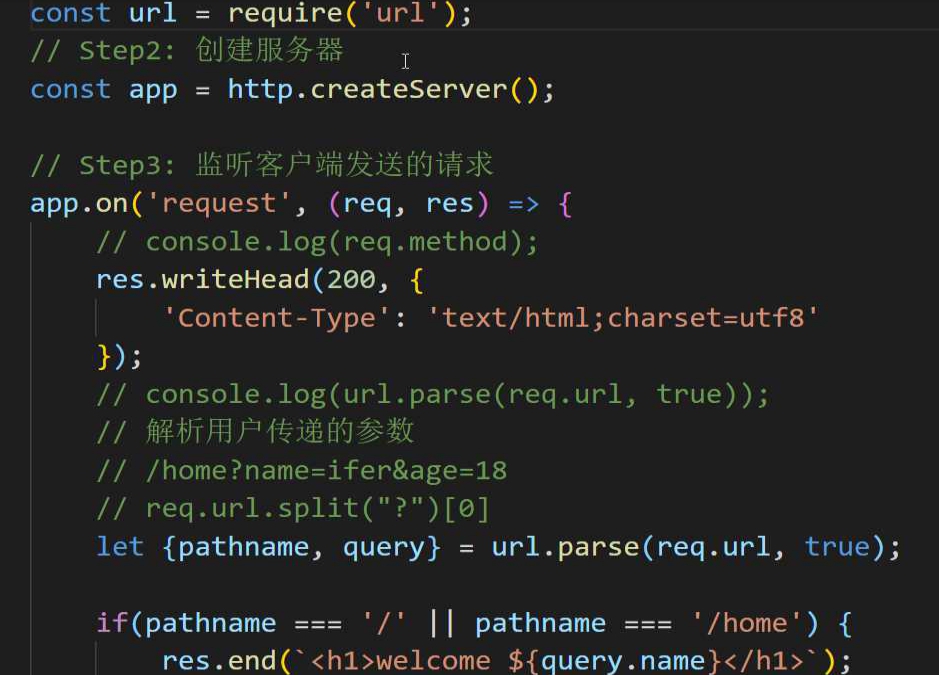 const url = require('url');
// Step2: 创建服务器
const app = http.createServer();
// Step3: 监听客户端发送的请求
app.on('request', (req, res) => {
// console.log(req.method);
res.writeHead(200, {
'Content-Type': 'text/html;charset=utf8'
});
// console.log(url.parse(req.url, true));
// 解析用户传递的参数
// /home?name=ifer&age=18
// req.url.split("?")[0]
let {pathname, query} = url.parse(req.url, true);
if(pathname === '/' || pathname === '/home') {
res.end(`<h1>welcome ${query.name}</h1>`);